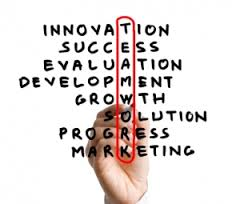 INNOVATION
SUCCESS
EVALUATION
DEVELOPMENT
GROWTH
SOLUTION
PROGRESS
MARKETING